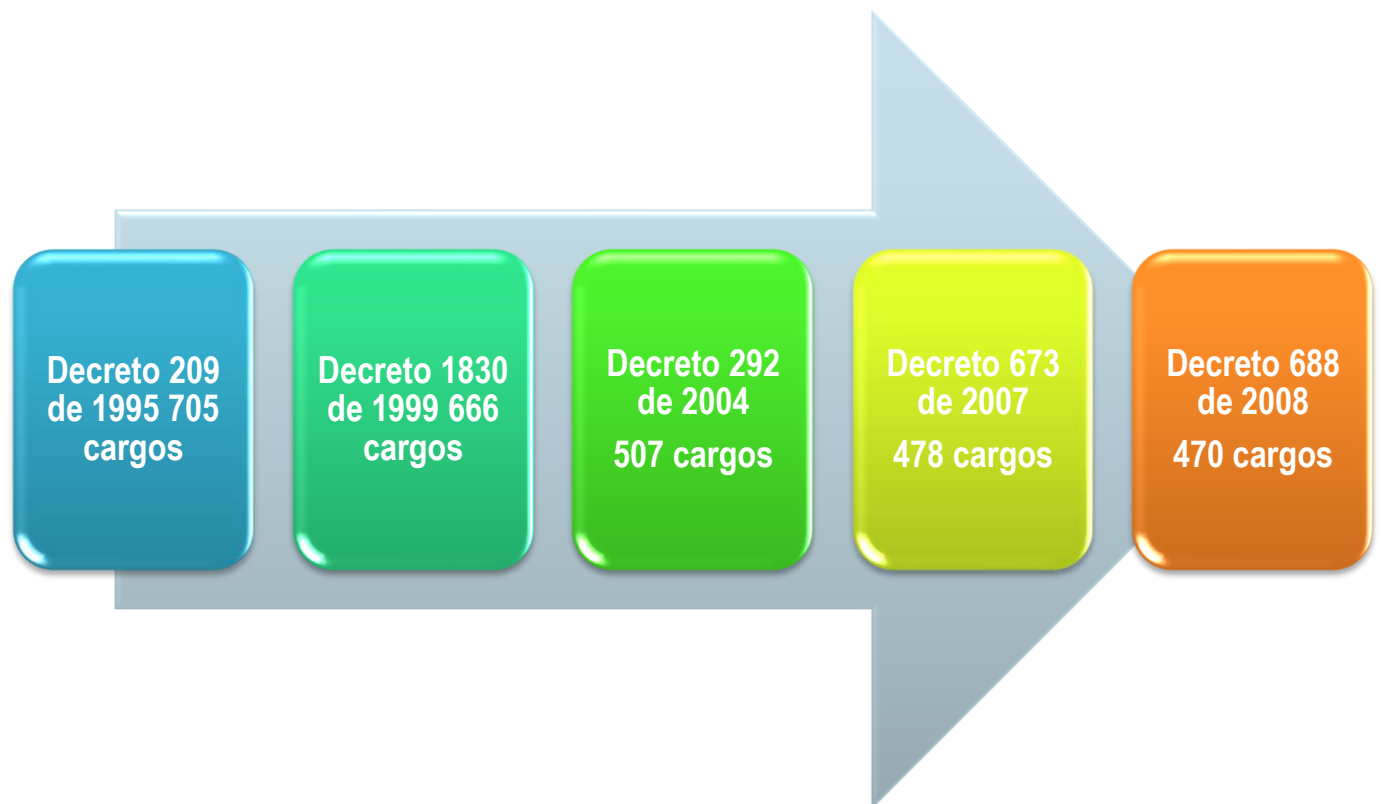 Decreto 209
de 1995 705
cargos
Decreto 1830
de 1999 666
cargos
Decreto 292
de 2004
507 cargos
Decreto 673
de 2007
478 cargos
Decreto 688
de 2008
470 cargos